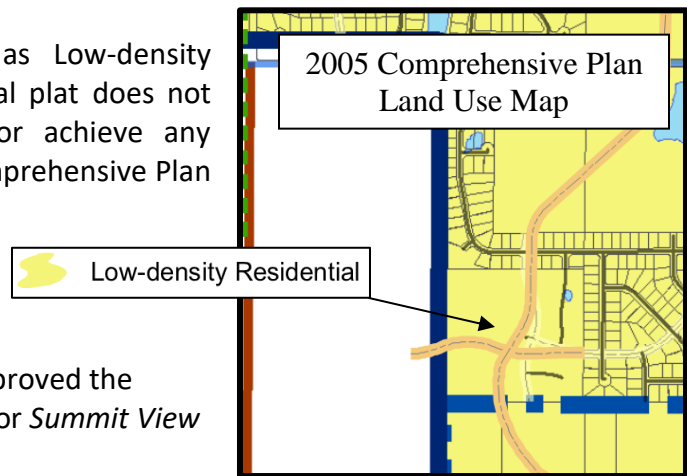 as Low-density
al plat does not
or achieve any
nprehensive Plan
proved the
or Summit View
2005 Comprehensive Plan
Land Use Map
Low-density Residential